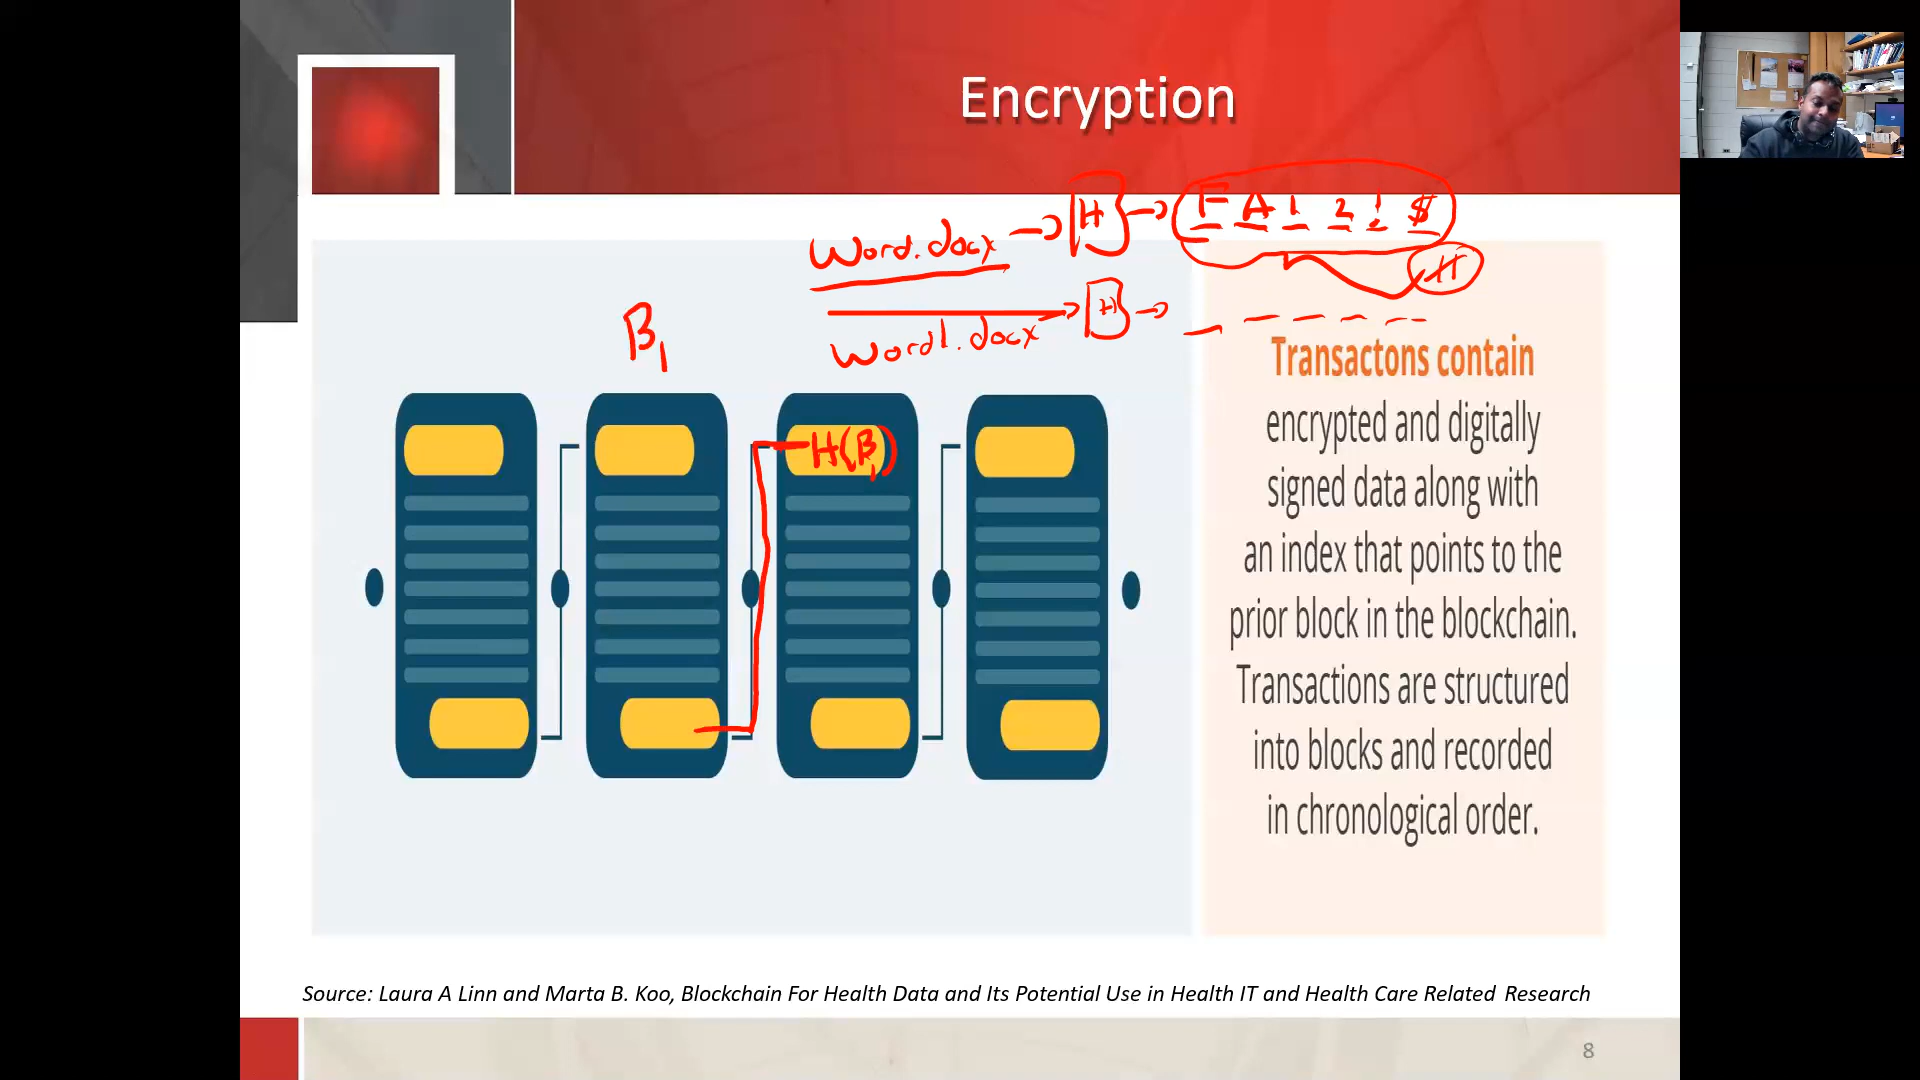 Encryption
Word.docx → H → F A 1 2 ! $
H
Word1.docx → H →
B1
H(B1)
Transactons contain
encrypted and digitally
signed data along with
an index that points to the
prior block in the blockchain.
Transactions are structured
into blocks and recorded
in chronological order.
Source: Laura A Linn and Marta B. Koo, Blockchain For Health Data and Its Potential Use in Health IT and Health Care Related Research
8